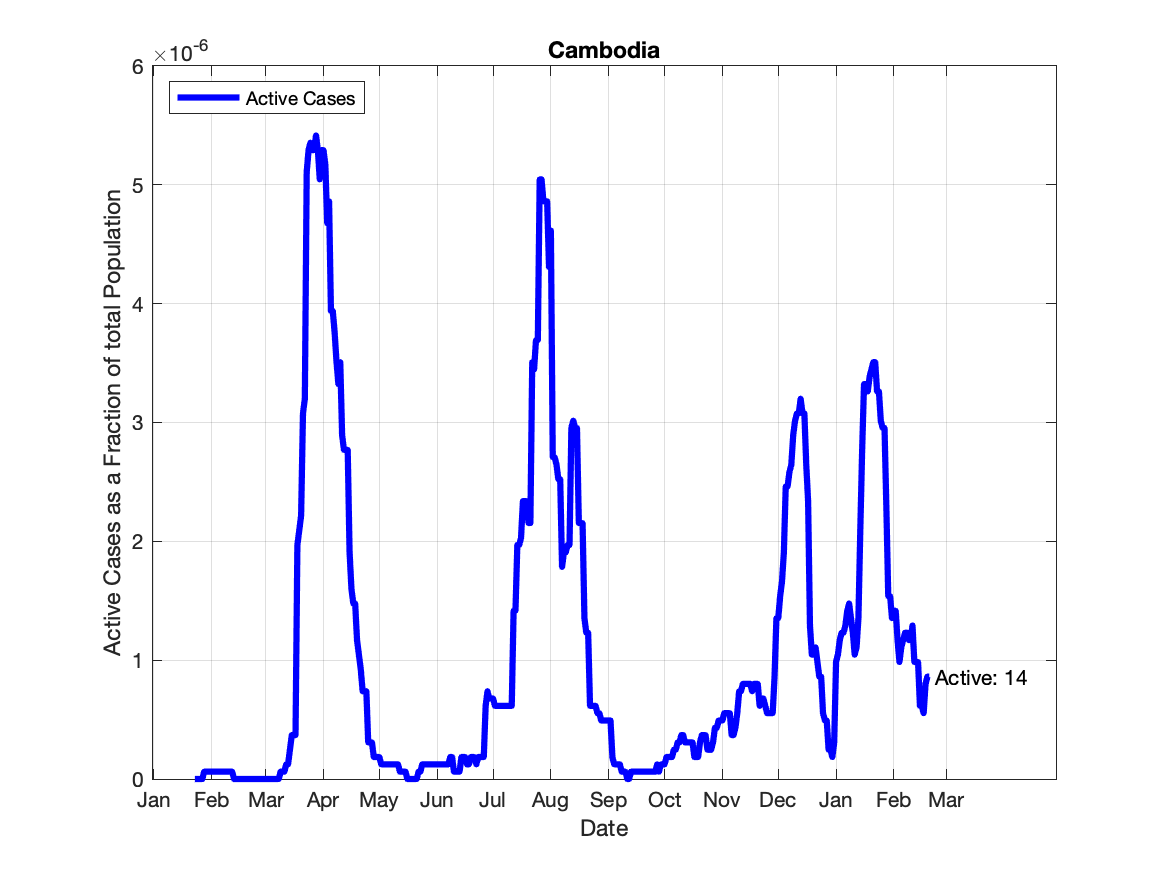 Cambodia
×10-6
Active Cases
6
5
4
3
2
1
0
Active Cases as a Fraction of total Population
Active: 14
Jan Feb Mar Apr May Jun Jul Aug Sep Oct Nov Dec Jan Feb Mar
Date